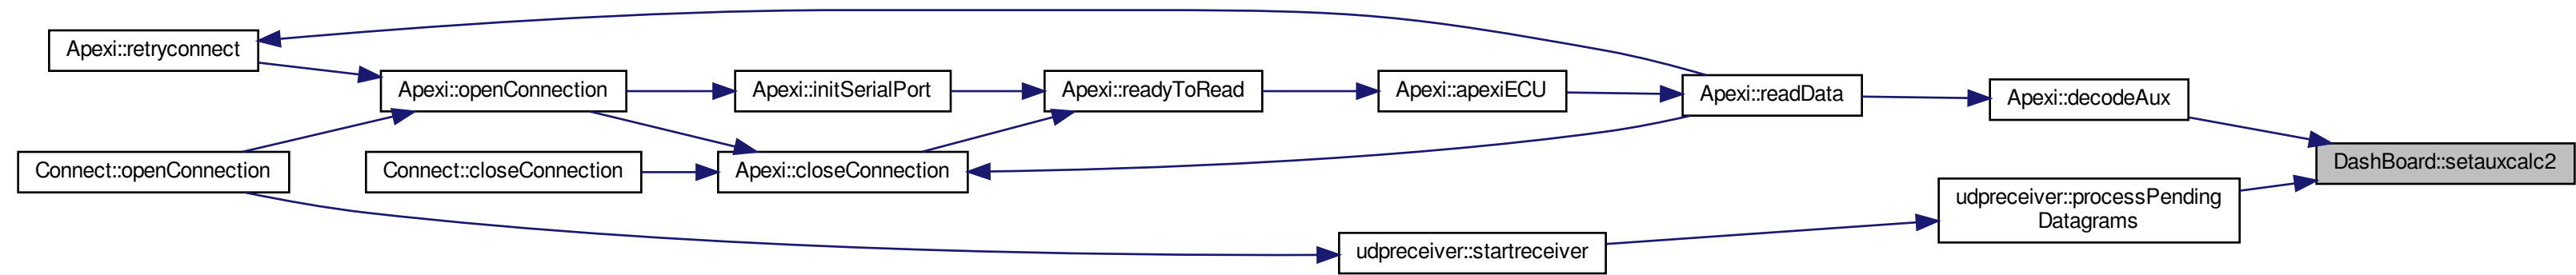 Apexi::retryconnect
Apexi::openConnection
Apexi::initSerialPort
Apexi::readyToRead
Apexi::apexiECU
Apexi::readData
Apexi::decodeAux
Connect::openConnection
Connect::closeConnection
Apexi::closeConnection
DashBoard::setauxcalc2
udpreceiver::processPending
Datagrams
udpreceiver::startreceiver